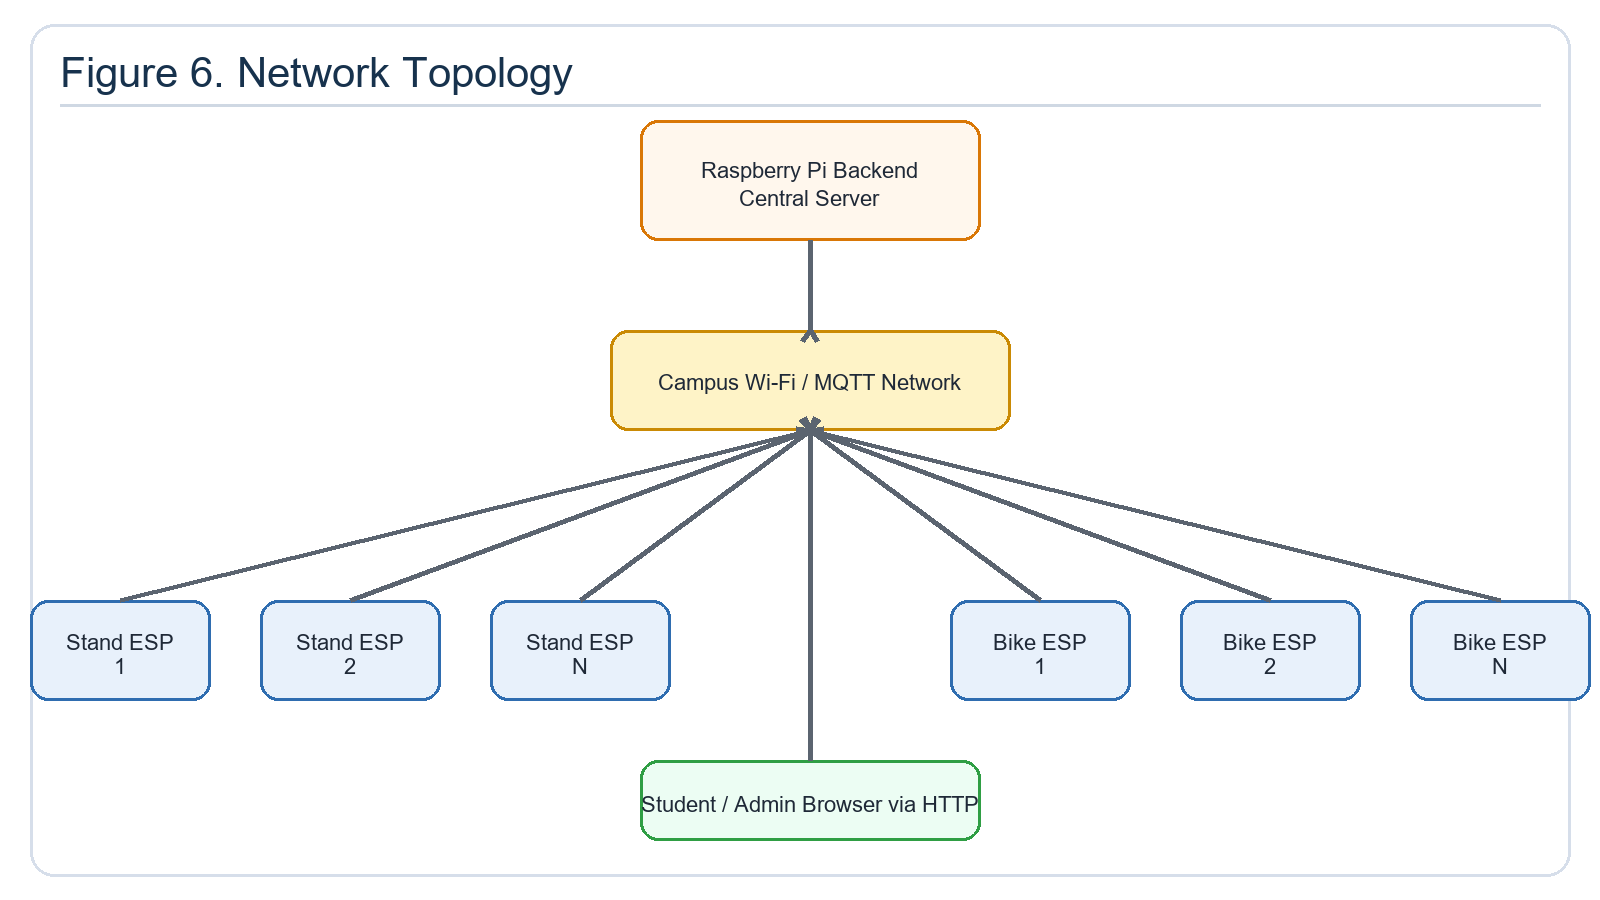 Figure 6. Network Topology
Raspberry Pi Backend
Central Server
Campus Wi-Fi / MQTT Network
Stand ESP
1
Stand ESP
2
Stand ESP
N
Bike ESP
1
Bike ESP
2
Bike ESP
N
Student / Admin Browser via HTTP